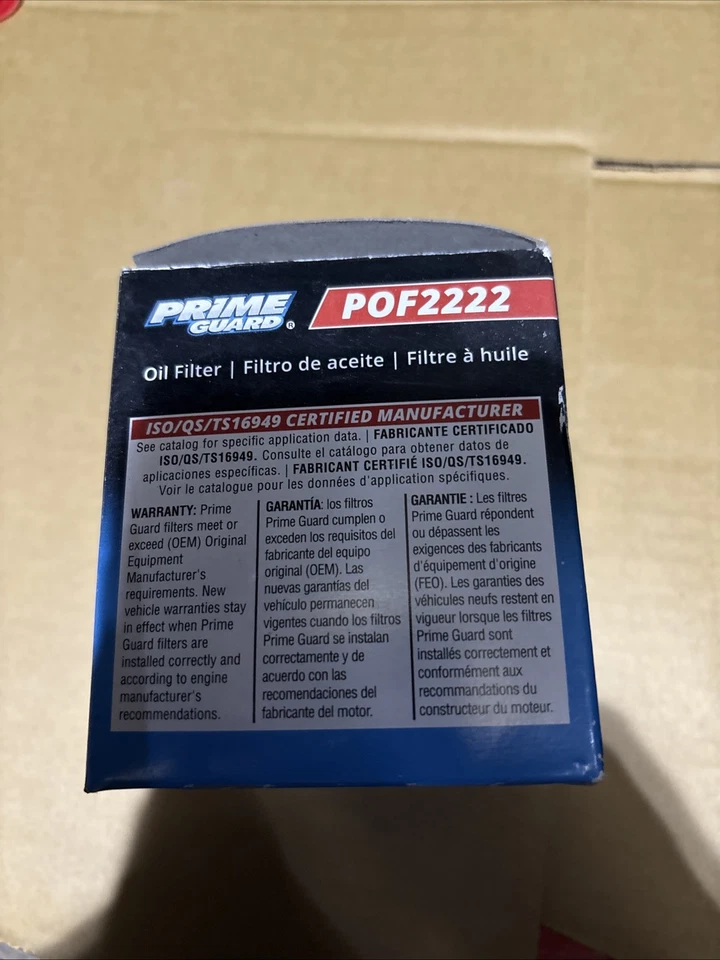 PRIME GUARD®
POF2222
Oil Filter | Filtro de aceite | Filtre à huile
ISO/QS/TS16949 CERTIFIED MANUFACTURER
See catalog for specific application data. | FABRICANTE CERTIFICADO
ISO/QS/TS16949. Consulte el catálogo para obtener datos de
aplicaciones específicas. | FABRICANT CERTIFIÉ ISO/QS/TS16949.
Voir le catalogue pour les données d'application spécifiques.
WARRANTY: Prime
Guard filters meet or
exceed (OEM) Original
Equipment
Manufacturer's
requirements. New
vehicle warranties stay
in effect when Prime
Guard filters are
installed correctly and
according to engine
manufacturer's
recommendations.
GARANTÍA: los filtros
Prime Guard cumplen o
exceden los requisitos del
fabricante del equipo
original (OEM). Las
nuevas garantías del
vehículo permanecen
vigentes cuando los filtros
Prime Guard se instalan
correctamente y de
acuerdo con las
recomendaciones del
fabricante del motor.
GARANTIE : Les filtres
Prime Guard répondent
ou dépassent les
exigences des fabricants
d'équipement d'origine
(FEO). Les garanties des
véhicules neufs restent en
vigueur lorsque les filtres
Prime Guard sont
installés correctement et
conformément aux
recommandations du
constructeur du moteur.